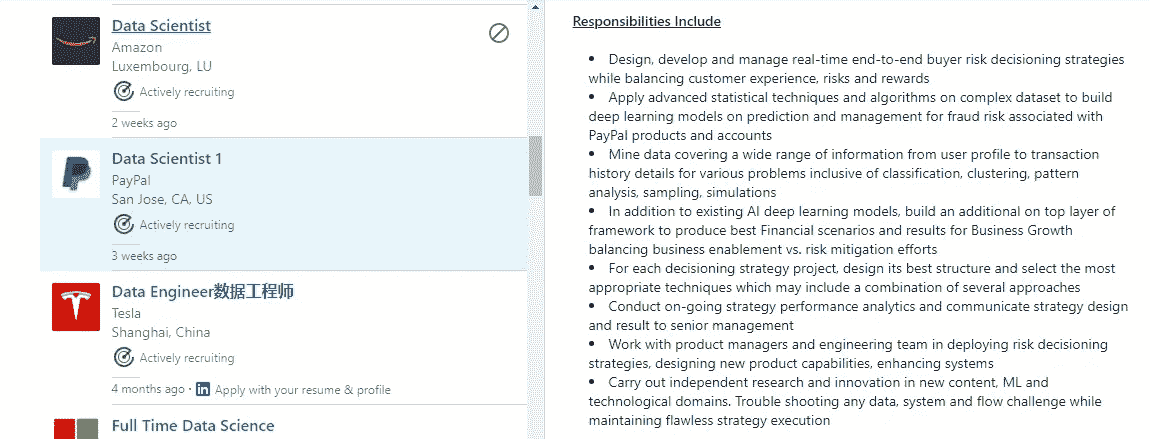 Data Scientist
Amazon
Luxembourg, LU
Actively recruiting
2 weeks ago
Data Scientist 1
PayPal
San Jose, CA, US
Actively recruiting
3 weeks ago
Data Engineer数据工程师
Tesla
Shanghai, China
Actively recruiting
4 months ago · in Apply with your resume & profile
Full Time Data Science
Responsibilities Include
• Design, develop and manage real-time end-to-end buyer risk decisioning strategies
while balancing customer experience, risks and rewards
• Apply advanced statistical techniques and algorithms on complex dataset to build
deep learning models on prediction and management for fraud risk associated with
PayPal products and accounts
• Mine data covering a wide range of information from user profile to transaction
history details for various problems inclusive of classification, clustering, pattern
analysis, sampling, simulations
• In addition to existing AI deep learning models, build an additional on top layer of
framework to produce best Financial scenarios and results for Business Growth
balancing business enablement vs. risk mitigation efforts
• For each decisioning strategy project, design its best structure and select the most
appropriate techniques which may include a combination of several approaches
• Conduct on-going strategy performance analytics and communicate strategy design
and result to senior management
• Work with product managers and engineering team in deploying risk decisioning
strategies, designing new product capabilities, enhancing systems
• Carry out independent research and innovation in new content, ML and
technological domains. Trouble shooting any data, system and flow challenge while
maintaining flawless strategy execution